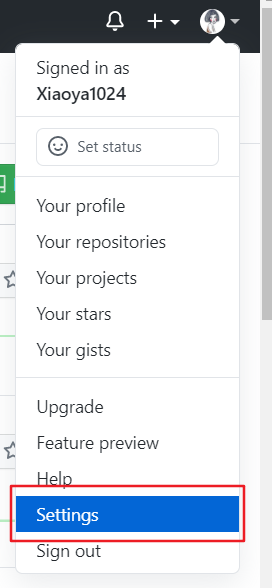 Signed in as
Xiaoya1024
Set status
Your profile
Your repositories
Your projects
Your stars
Your gists
Upgrade
Feature preview
Help
Settings
Sign out